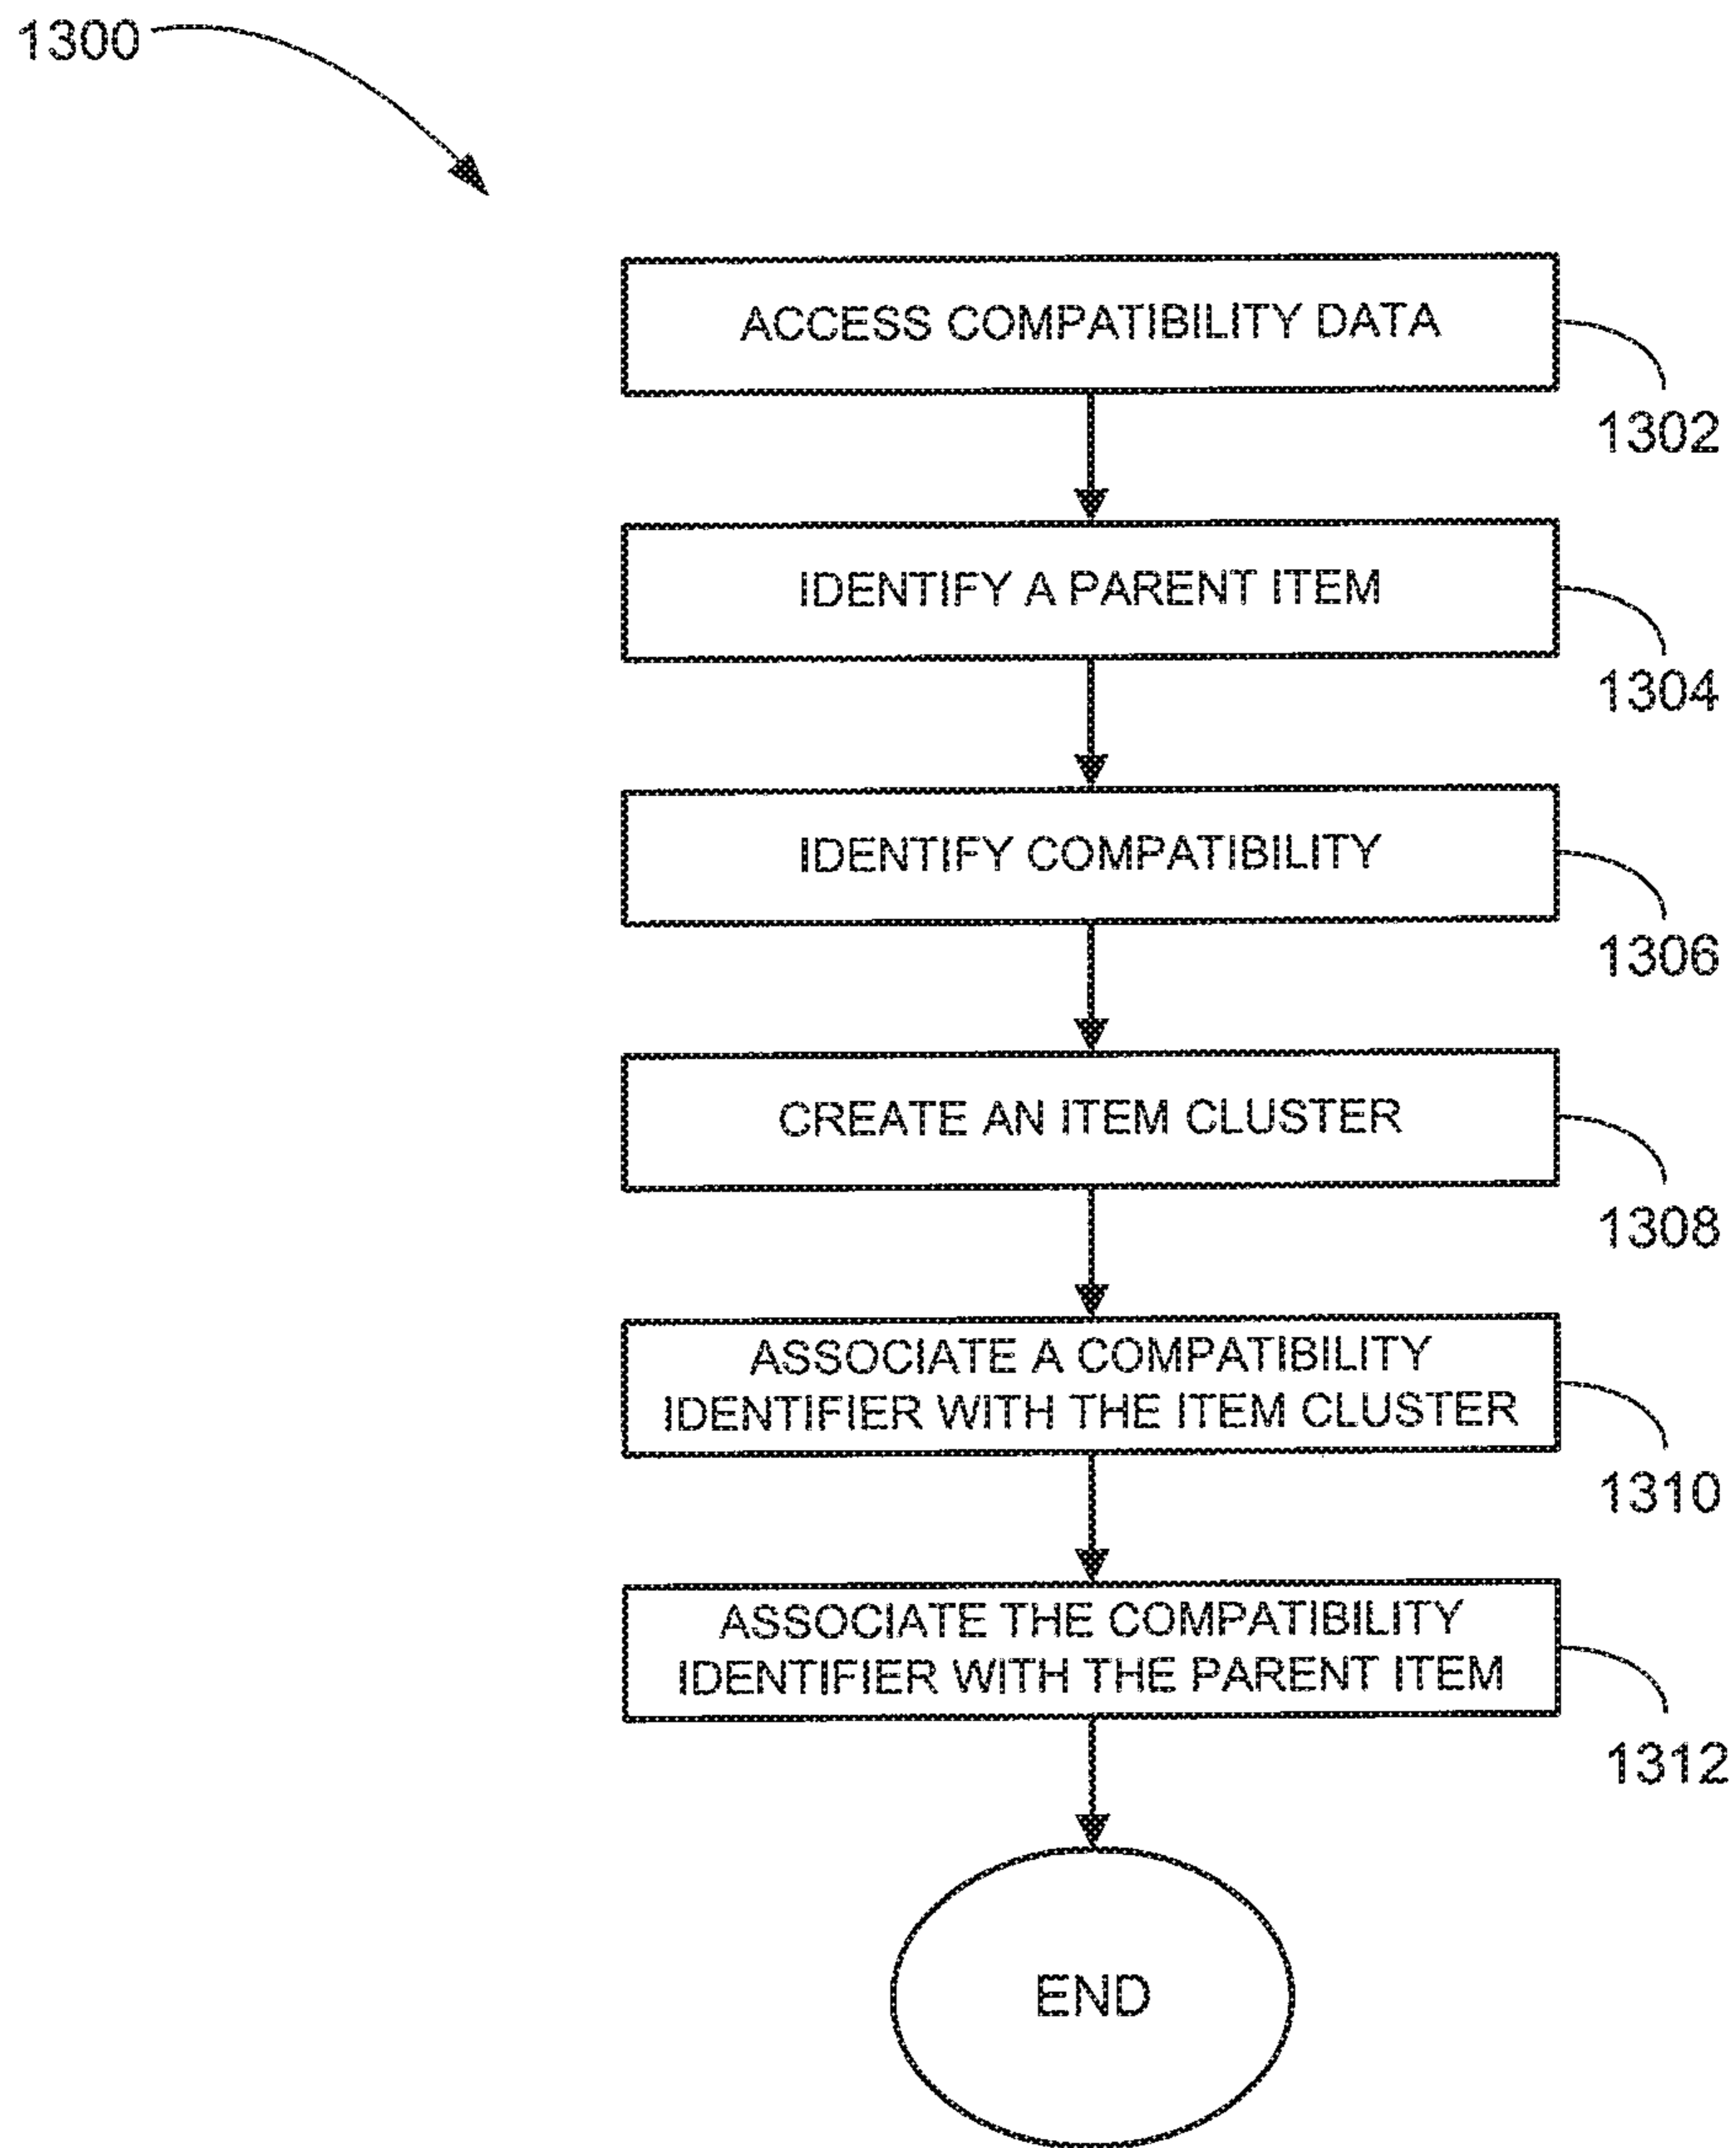 1300
ACCESS COMPATIBILITY DATA
1302
IDENTIFY A PARENT ITEM
1304
IDENTIFY COMPATIBILITY
1306
CREATE AN ITEM CLUSTER
1308
ASSOCIATE A COMPATIBILITY
IDENTIFIER WITH THE ITEM CLUSTER
1310
ASSOCIATE THE COMPATIBILITY
IDENTIFIER WITH THE PARENT ITEM
1312
END